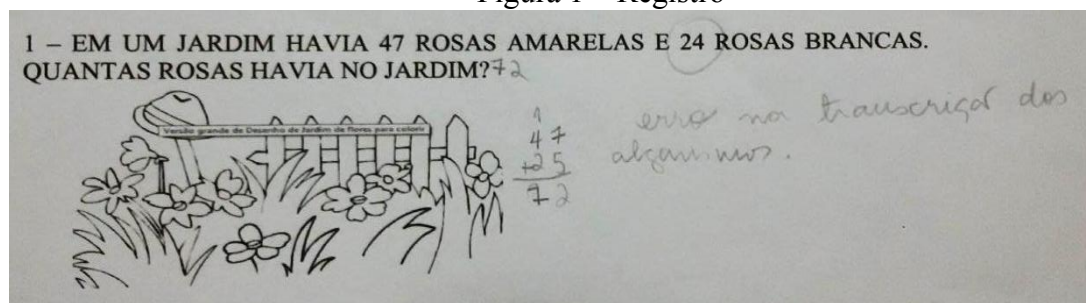 Figura 1 – Registro
1 – EM UM JARDIM HAVIA 47 ROSAS AMARELAS E 24 ROSAS BRANCAS.
QUANTAS ROSAS HAVIA NO JARDIM? 72
Versão grande de Desenho de Jardim de flores para colorir
1
47
+25
72
erro na transcrição dos
algarismos.